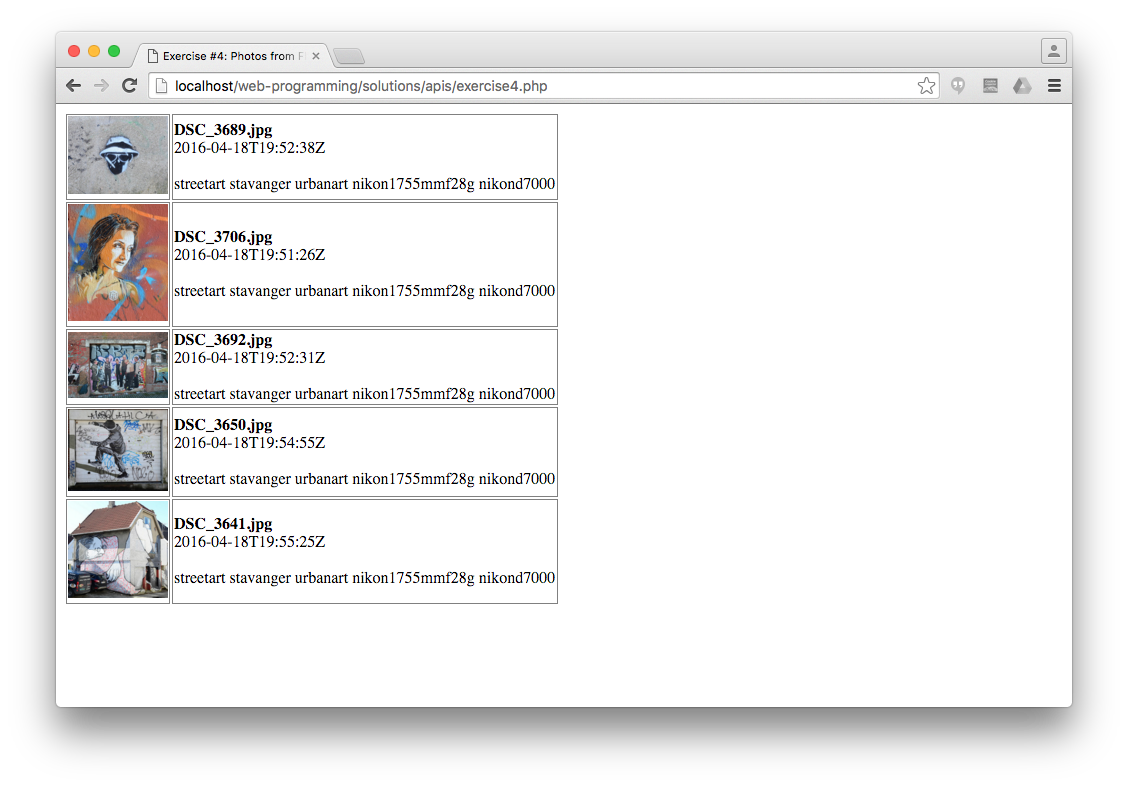 Exercise #4: Photos from F
localhost/web-programming/solutions/apis/exercise4.php
DSC_3689.jpg
2016-04-18T19:52:38Z
streetart stavanger urbanart nikon1755mmf28g nikond7000
DSC_3706.jpg
2016-04-18T19:51:26Z
streetart stavanger urbanart nikon1755mmf28g nikond7000
DSC_3692.jpg
2016-04-18T19:52:31Z
streetart stavanger urbanart nikon1755mmf28g nikond7000
DSC_3650.jpg
2016-04-18T19:54:55Z
streetart stavanger urbanart nikon1755mmf28g nikond7000
DSC_3641.jpg
2016-04-18T19:55:25Z
streetart stavanger urbanart nikon1755mmf28g nikond7000